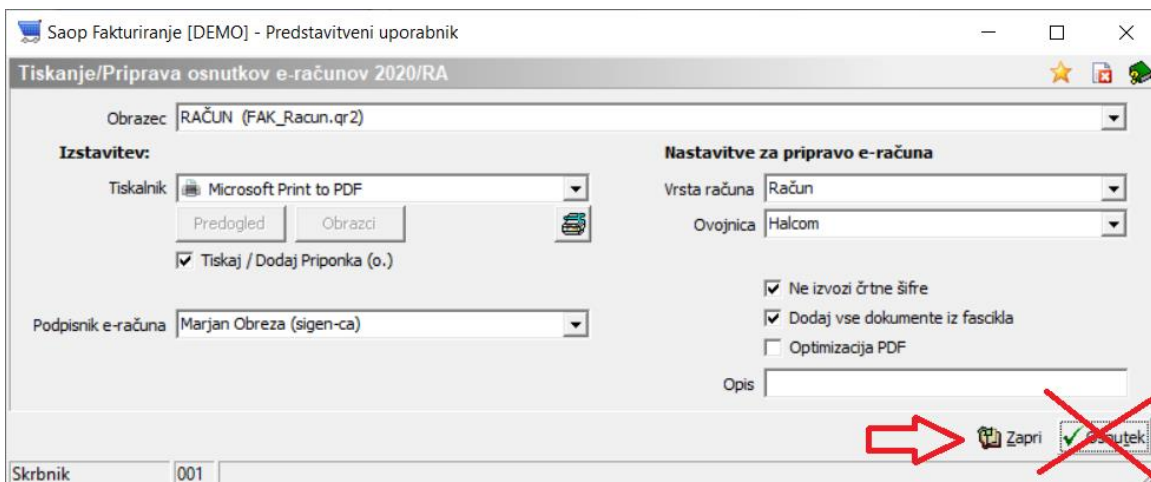 Saop Fakturiranje [DEMO] - Predstavitveni uporabnik
Tiskanje/Priprava osnutkov e-računov 2020/RA
Obrazec RAČUN (FAK_Racun.qr2)
Izstavitev:
Tiskalnik Microsoft Print to PDF
Predogled Obrazci
Tiskaj / Dodaj Priponka (o.)
Podpisnik e-računa Marjan Obreza (sigen-ca)
Nastavitve za pripravo e-računa
Vrsta računa Račun
Ovojnica Halcom
Ne izvozi črtne šifre
Dodaj vse dokumente iz fascikla
Optimizacija PDF
Opis
Zapri Osnutek
Skrbnik 001